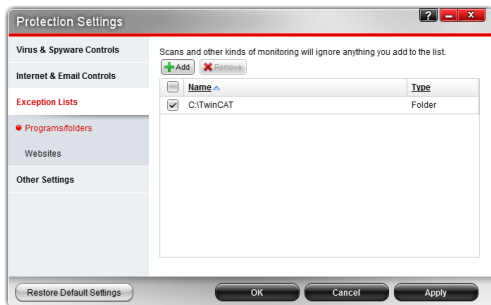 Protection Settings
?
Virus & Spyware Controls
Internet & Email Controls
Exception Lists
Programs/folders
Websites
Other Settings
Scans and other kinds of monitoring will ignore anything you add to the list.
Add Remove
Name Type
C:\TwinCAT Folder
Restore Default Settings OK Cancel Apply